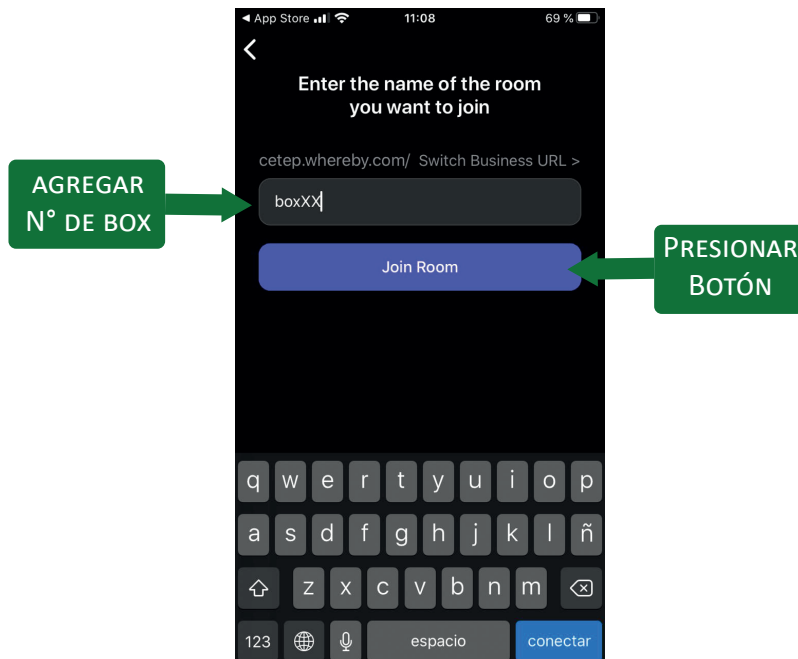 ◄ App Store 11:08 69 %
Enter the name of the room
you want to join
cetep.whereby.com/ Switch Business URL >
AGREGAR
N° DE BOX
boxXX
PRESIONAR
BOTÓN
Join Room
q w e r t y u i o p
a s d f g h j k l ñ
z x c v b n m
123 espacio conectar